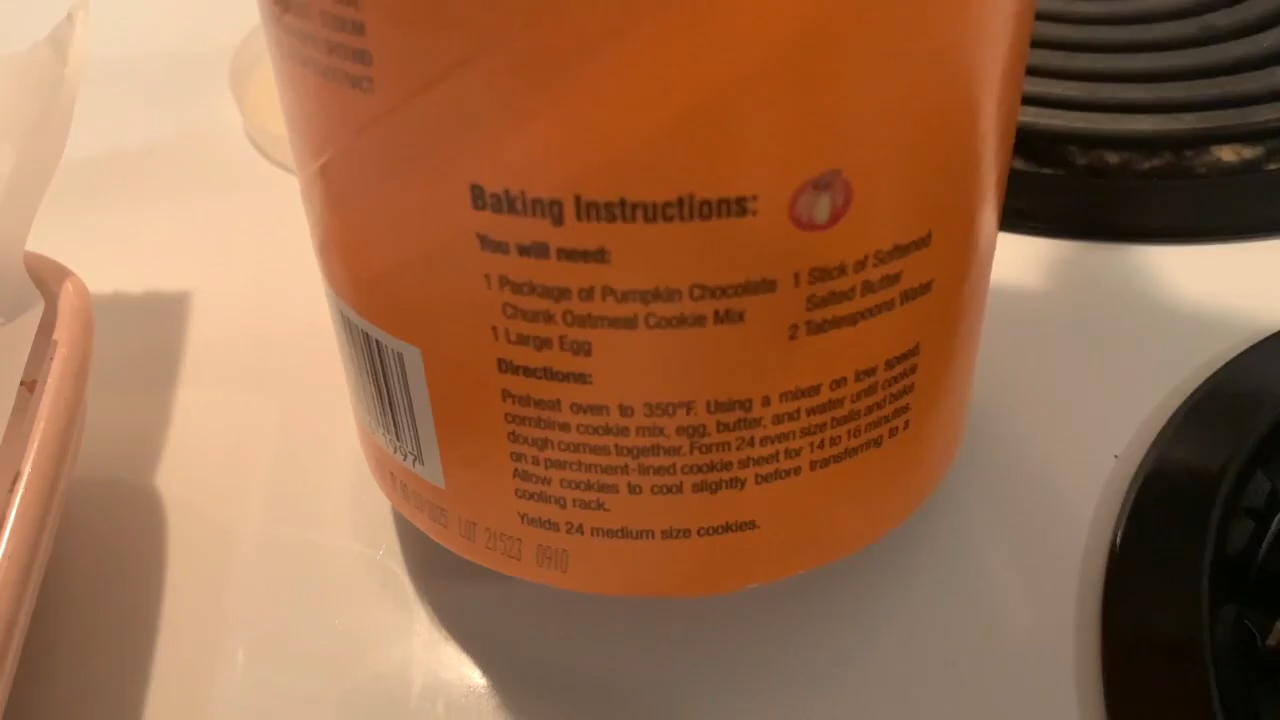 Baking Instructions:
You will need:
1 Package of Pumpkin Chocolate
Chunk Oatmeal Cookie Mix
1 Large Egg
1 Stick of Softened
Salted Butter
2 Tablespoons Water
Directions:
Preheat oven to 350°F. Using a mixer on low speed
combine cookie mix, egg, butter, and water until cookie
dough comes together. Form 24 even size balls and bake
on a parchment-lined cookie sheet for 14 to 16 minutes.
Allow cookies to cool slightly before transferring to a
cooling rack.
Yields 24 medium size cookies.
LOT 21523 0910